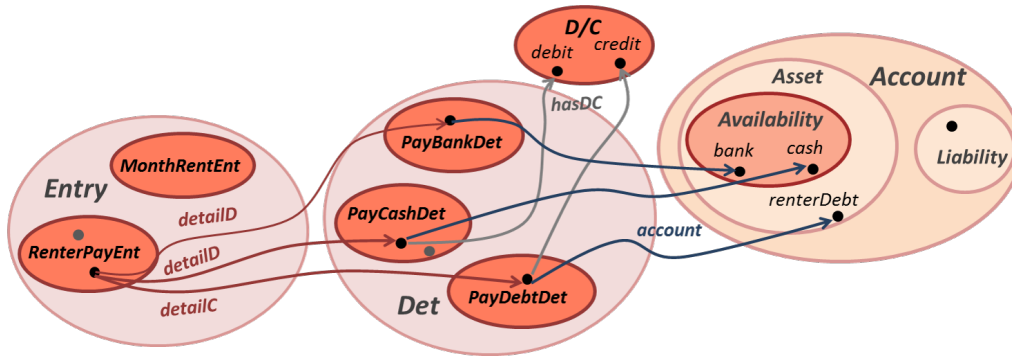 D/C
debit
credit
hasDC
Asset
Account
Availability
bank
cash
Liability
renterDebt
PayBankDet
MonthRentEnt
Entry
detailD
PayCashDet
RenterPayEnt
detailD
account
detailC
Det
PayDebtDet